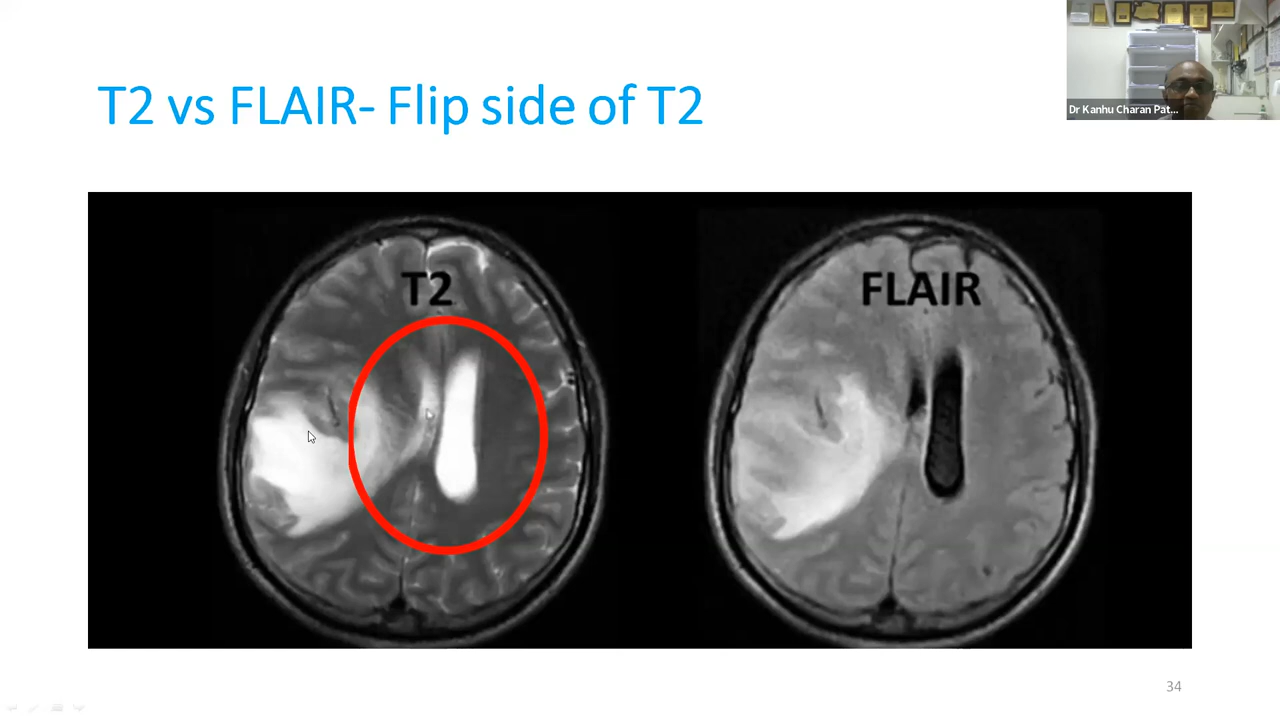 T2 vs FLAIR- Flip side of T2
Dr Kanhu Charan Pat...
T2
FLAIR
34